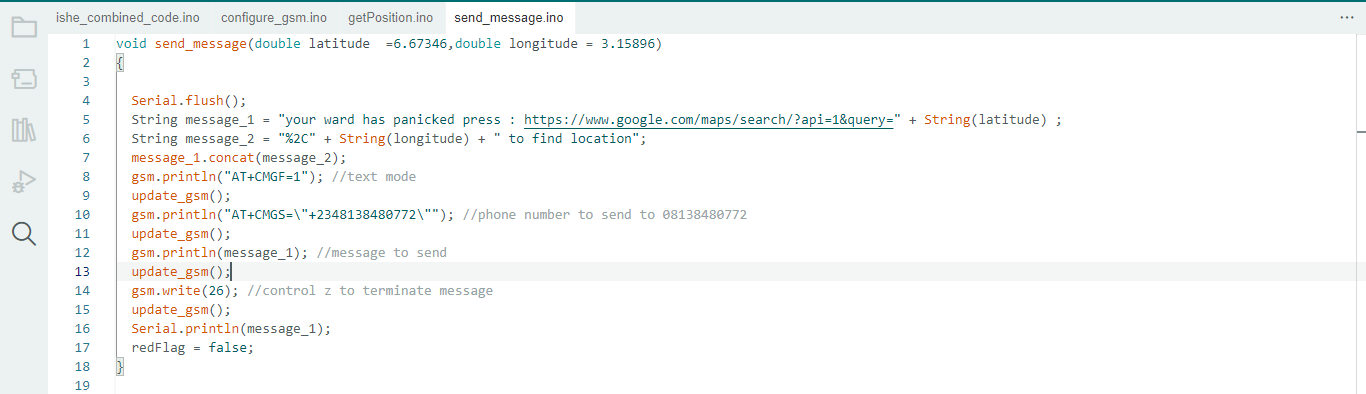 ishe_combined_code.ino configure_gsm.ino getPosition.ino send_message.ino ...
1 void send_message(double latitude  =6.67346,double longitude = 3.15896)
2 {
3
4   Serial.flush();
5   String message_1 = "your ward has panicked press : https://www.google.com/maps/search/?api=1&query=" + String(latitude) ;
6   String message_2 = "%2C" + String(longitude) + " to find location";
7   message_1.concat(message_2);
8   gsm.println("AT+CMGF=1"); //text mode
9   update_gsm();
10   gsm.println("AT+CMGS=\"+2348138480772\""); //phone number to send to 08138480772
11   update_gsm();
12   gsm.println(message_1); //message to send
13   update_gsm();
14   gsm.write(26); //control z to terminate message
15   update_gsm();
16   Serial.println(message_1);
17   redFlag = false;
18 }
19